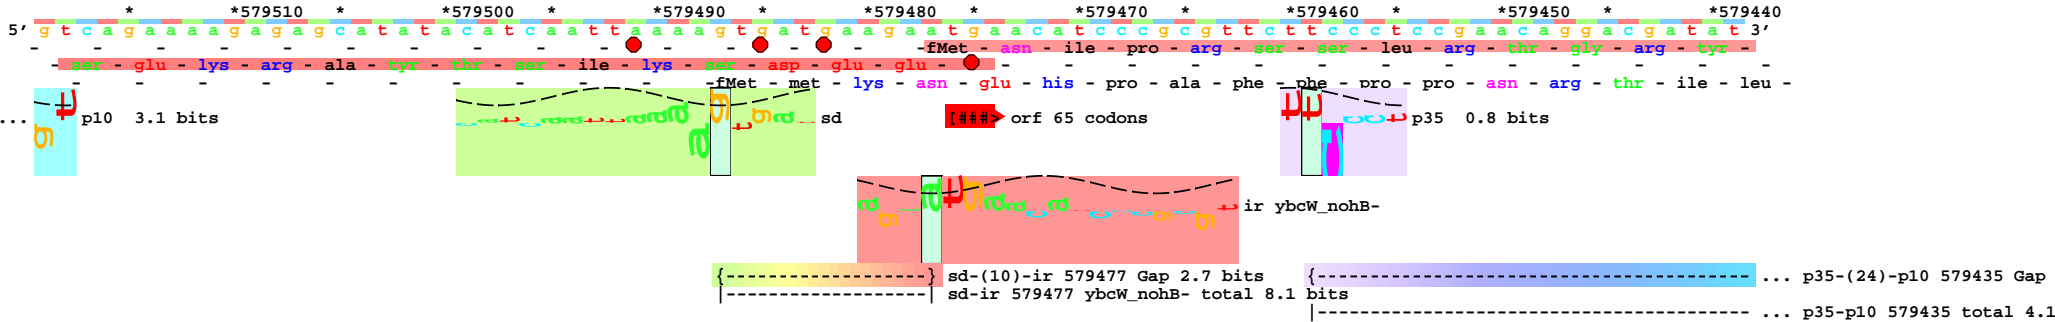 * *579510 * *579500 * *579490 * *579480 * *579470 * *579460 * *579450 * *579440
5' g t c a g a a a a g a g a g c a t a t a c a t c a a t t a a a a g t g a t g a a g a a t g a a c a t c c c g c g t t c t t c c c t c c g a a c a g g a c g a t a t 3'
- - - - - - - - - - - fMet - asn - ile - pro - arg - ser - ser - leu - arg - thr - gly - arg - tyr -
- ser - glu - lys - arg - ala - tyr - thr - ser - ile - lys - ser - asp - glu - glu - - - - - - - - - - - - -
- - - - - - - - - - fMet - met - lys - asn - glu - his - pro - ala - phe - phe - pro - pro - asn - arg - thr - ile - leu -
... p10 3.1 bits
sd
[###> orf 65 codons
p35 0.8 bits
ir ybcW_nohB-
{-------------------} sd-(10)-ir 579477 Gap 2.7 bits
{----------------------------------------- ... p35-(24)-p10 579435 Gap
|-------------------| sd-ir 579477 ybcW_nohB- total 8.1 bits
|----------------------------------------- ... p35-p10 579435 total 4.1